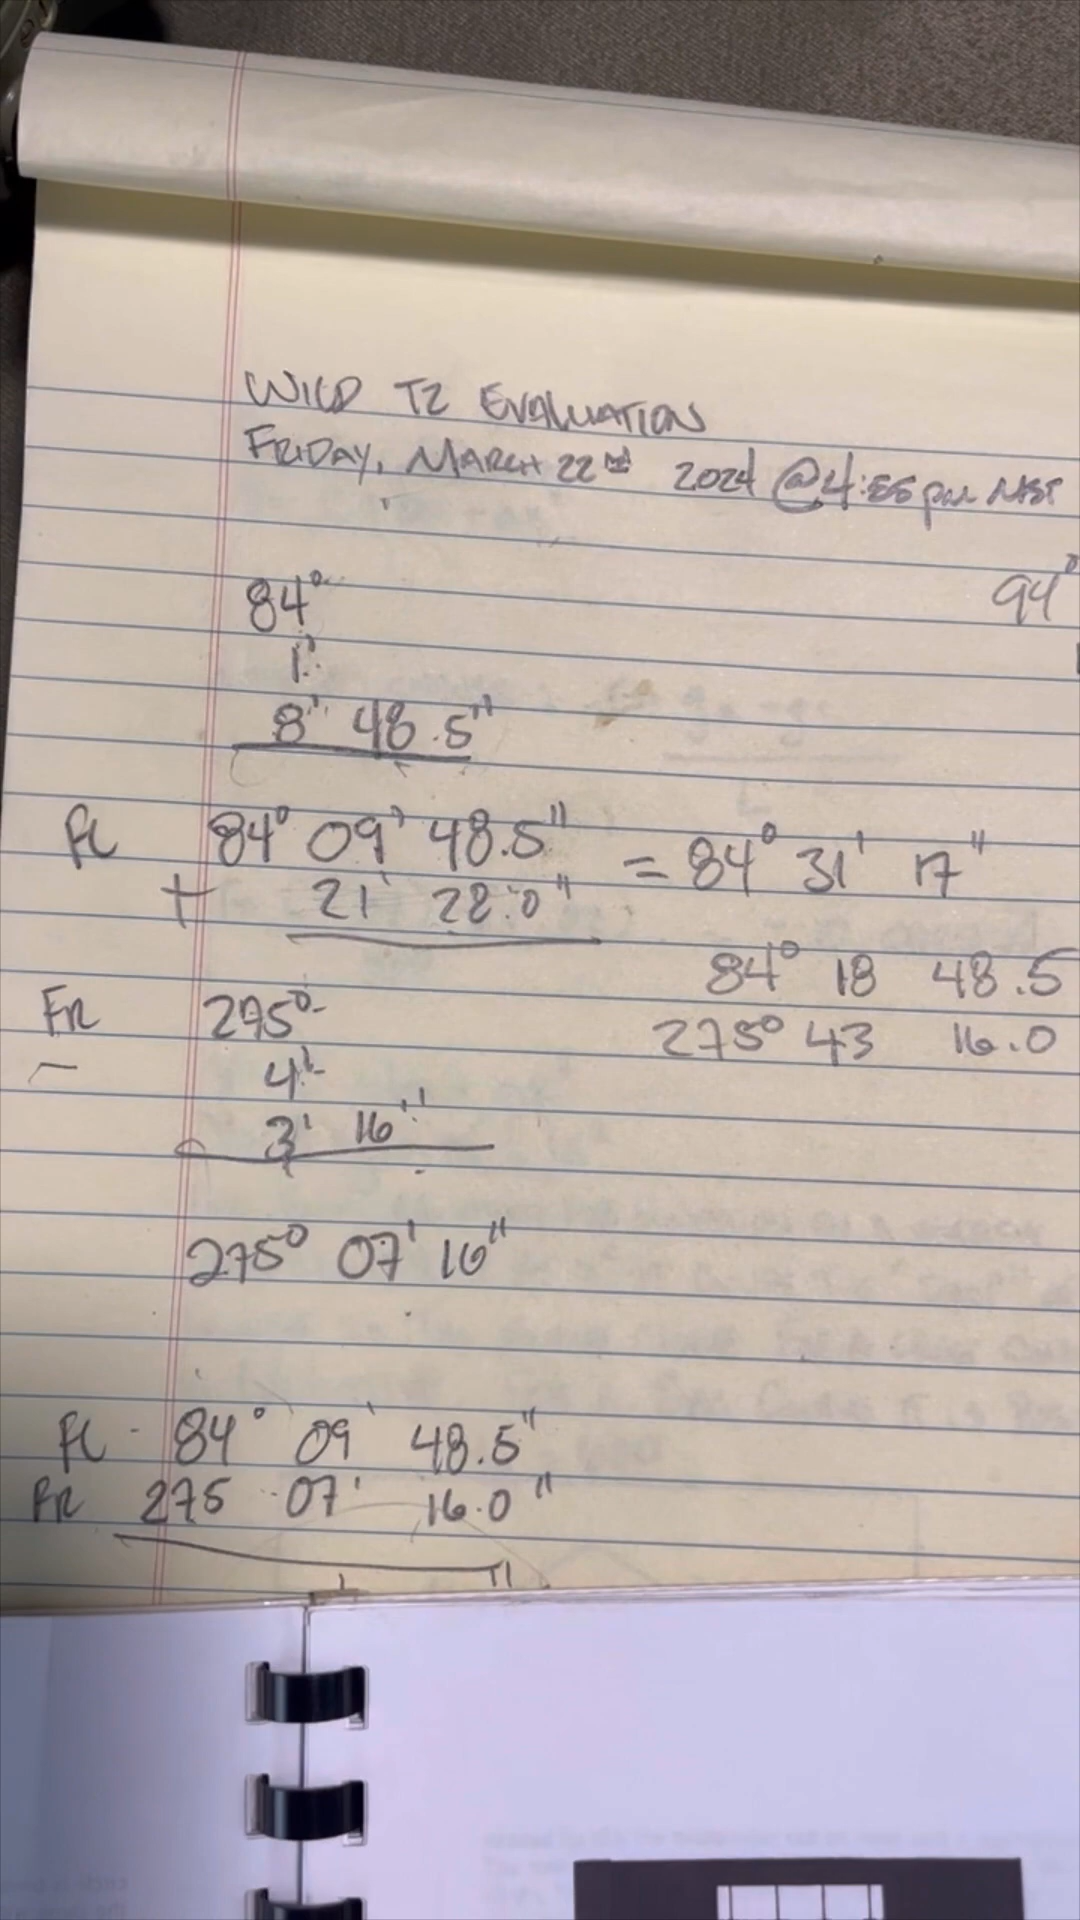 WILD T2 EVALUATION
FRIDAY, MARCH 22nd 2024 @ 4:55 pm MST
84°
94°
1'
8' 48.5"
FL 84° 09' 48.5" = 84° 31' 17"
+ 21' 28.0"
84° 18 48.5
FR 275°
275° 43 16.0
- 4'
3' 16"
275° 07' 16"
FL - 84° 09' 48.5"
FR 275 07' 16.0"